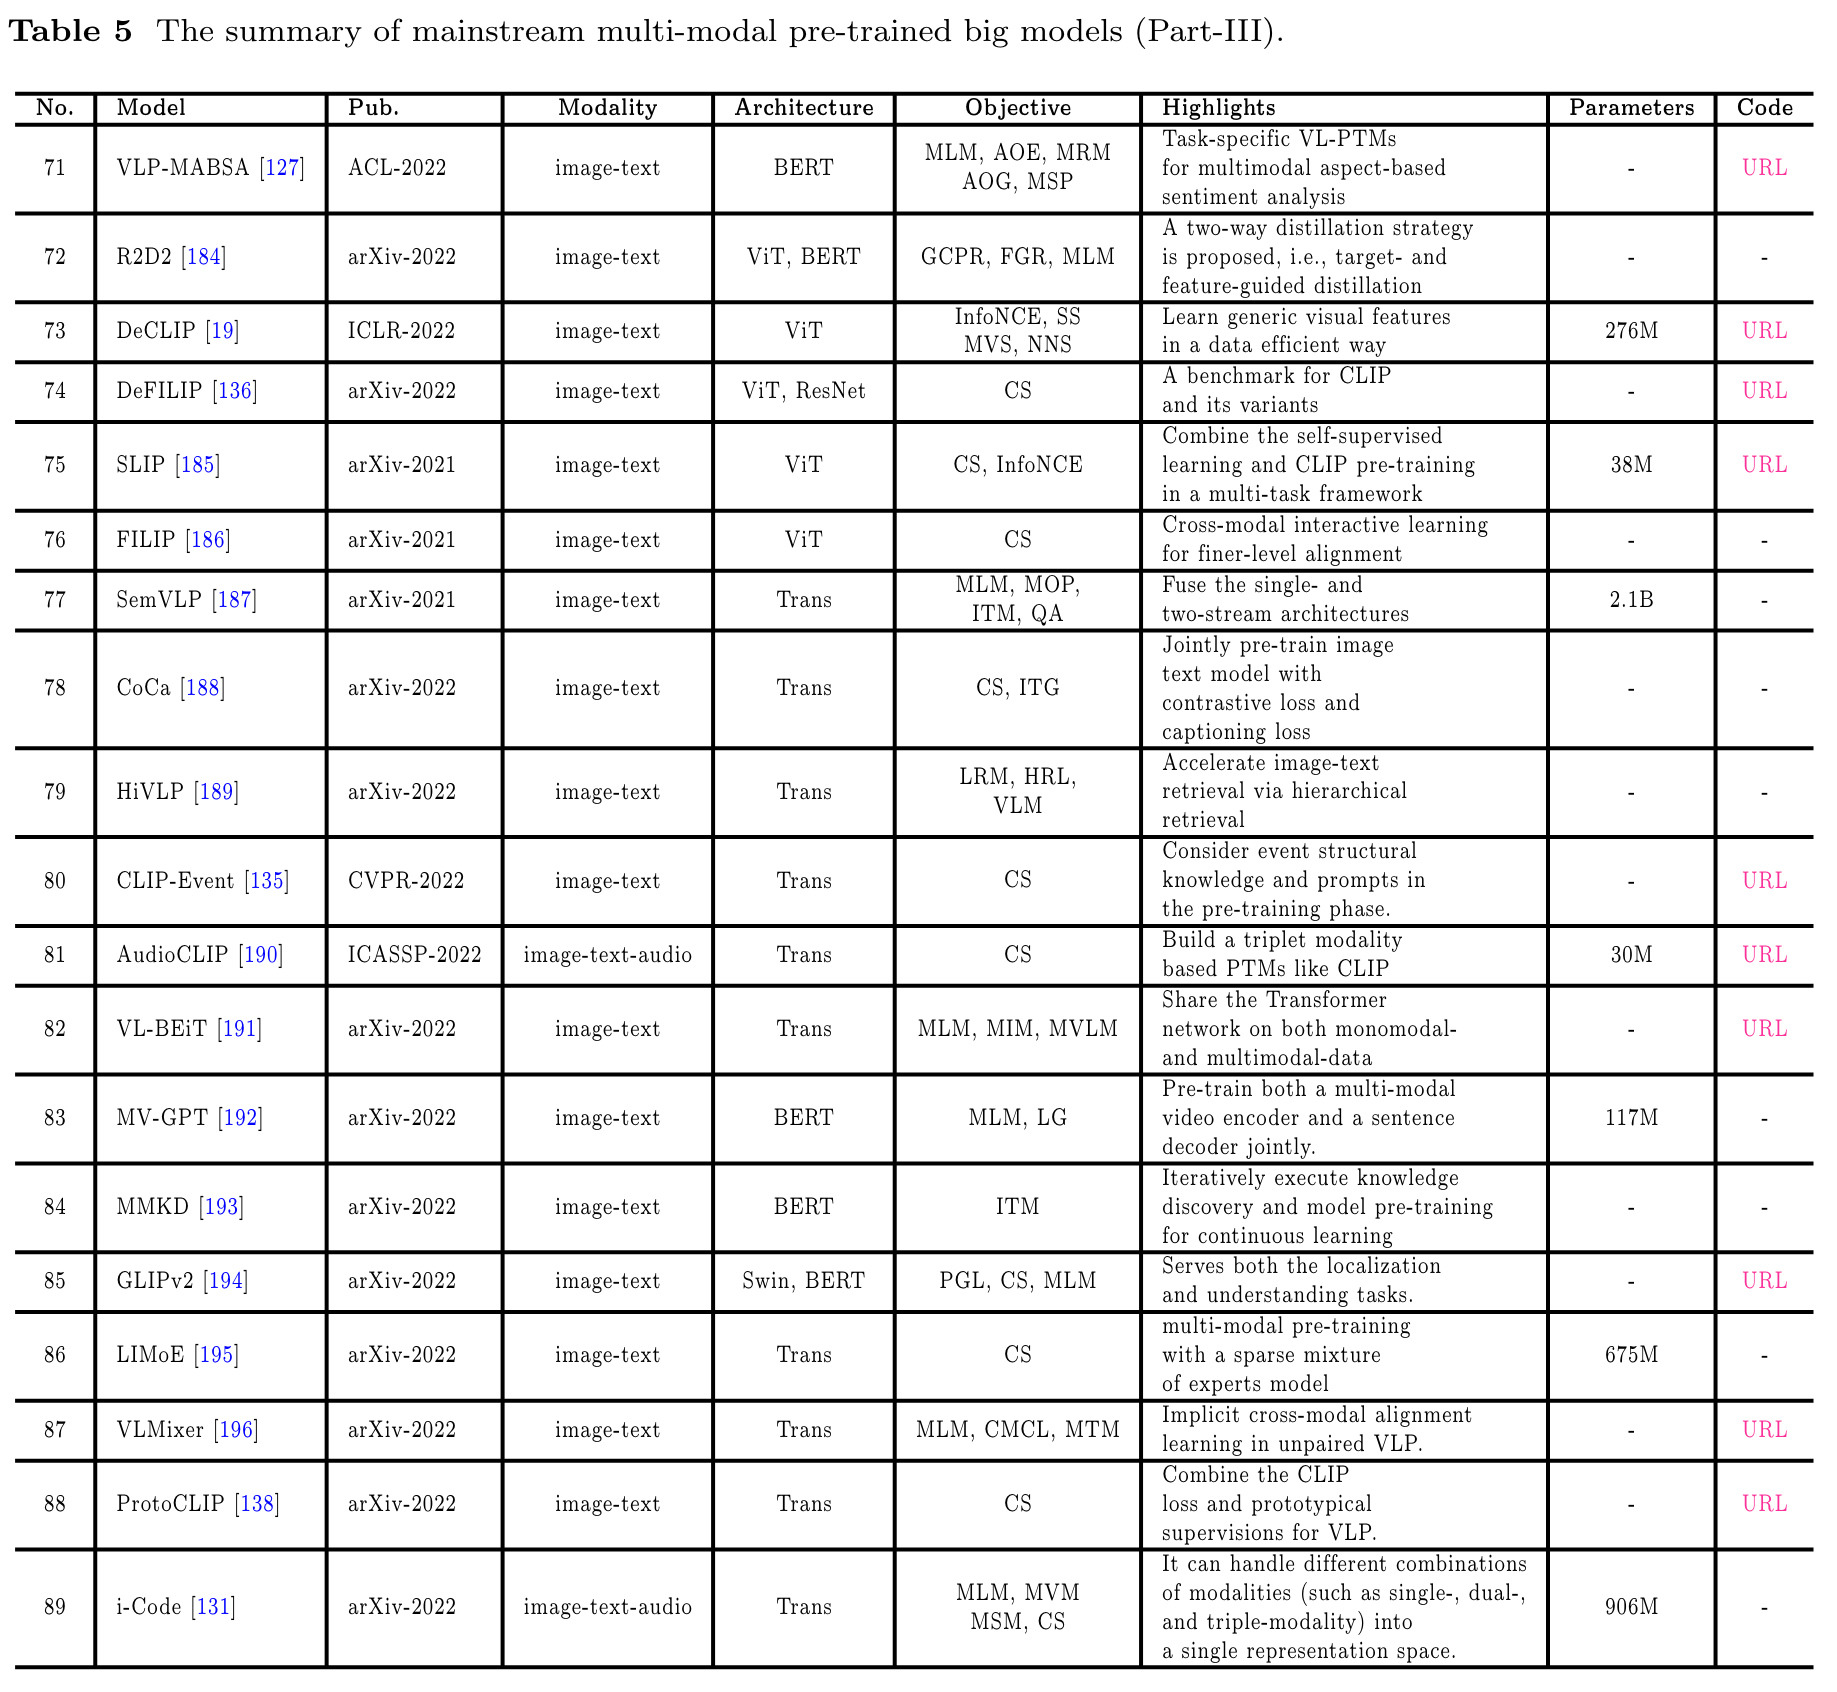 Table 5 The summary of mainstream multi-modal pre-trained big models (Part-III).
No. Model Pub. Modality Architecture Objective Highlights Parameters Code
71 VLP-MABSA [127] ACL-2022 image-text BERT MLM, AOE, MRM
AOG, MSP Task-specific VL-PTMs
for multimodal aspect-based
sentiment analysis - URL
72 R2D2 [184] arXiv-2022 image-text ViT, BERT GCPR, FGR, MLM A two-way distillation strategy
is proposed, i.e., target- and
feature-guided distillation - -
73 DeCLIP [19] ICLR-2022 image-text ViT InfoNCE, SS
MVS, NNS Learn generic visual features
in a data efficient way 276M URL
74 DeFILIP [136] arXiv-2022 image-text ViT, ResNet CS A benchmark for CLIP
and its variants - URL
75 SLIP [185] arXiv-2021 image-text ViT CS, InfoNCE Combine the self-supervised
learning and CLIP pre-training
in a multi-task framework 38M URL
76 FILIP [186] arXiv-2021 image-text ViT CS Cross-modal interactive learning
for finer-level alignment - -
77 SemVLP [187] arXiv-2021 image-text Trans MLM, MOP,
ITM, QA Fuse the single- and
two-stream architectures 2.1B -
78 CoCa [188] arXiv-2022 image-text Trans CS, ITG Jointly pre-train image
text model with
contrastive loss and
captioning loss - -
79 HiVLP [189] arXiv-2022 image-text Trans LRM, HRL,
VLM Accelerate image-text
retrieval via hierarchical
retrieval - -
80 CLIP-Event [135] CVPR-2022 image-text Trans CS Consider event structural
knowledge and prompts in
the pre-training phase. - URL
81 AudioCLIP [190] ICASSP-2022 image-text-audio Trans CS Build a triplet modality
based PTMs like CLIP 30M URL
82 VL-BEiT [191] arXiv-2022 image-text Trans MLM, MIM, MVLM Share the Transformer
network on both monomodal-
and multimodal-data - URL
83 MV-GPT [192] arXiv-2022 image-text BERT MLM, LG Pre-train both a multi-modal
video encoder and a sentence
decoder jointly. 117M -
84 MMKD [193] arXiv-2022 image-text BERT ITM Iteratively execute knowledge
discovery and model pre-training
for continuous learning - -
85 GLIPv2 [194] arXiv-2022 image-text Swin, BERT PGL, CS, MLM Serves both the localization
and understanding tasks. - URL
86 LIMoE [195] arXiv-2022 image-text Trans CS multi-modal pre-training
with a sparse mixture
of experts model 675M -
87 VLMixer [196] arXiv-2022 image-text Trans MLM, CMCL, MTM Implicit cross-modal alignment
learning in unpaired VLP. - URL
88 ProtoCLIP [138] arXiv-2022 image-text Trans CS Combine the CLIP
loss and prototypical
supervisions for VLP. - URL
89 i-Code [131] arXiv-2022 image-text-audio Trans MLM, MVM
MSM, CS It can handle different combinations
of modalities (such as single-, dual-,
and triple-modality) into
a single representation space. 906M -